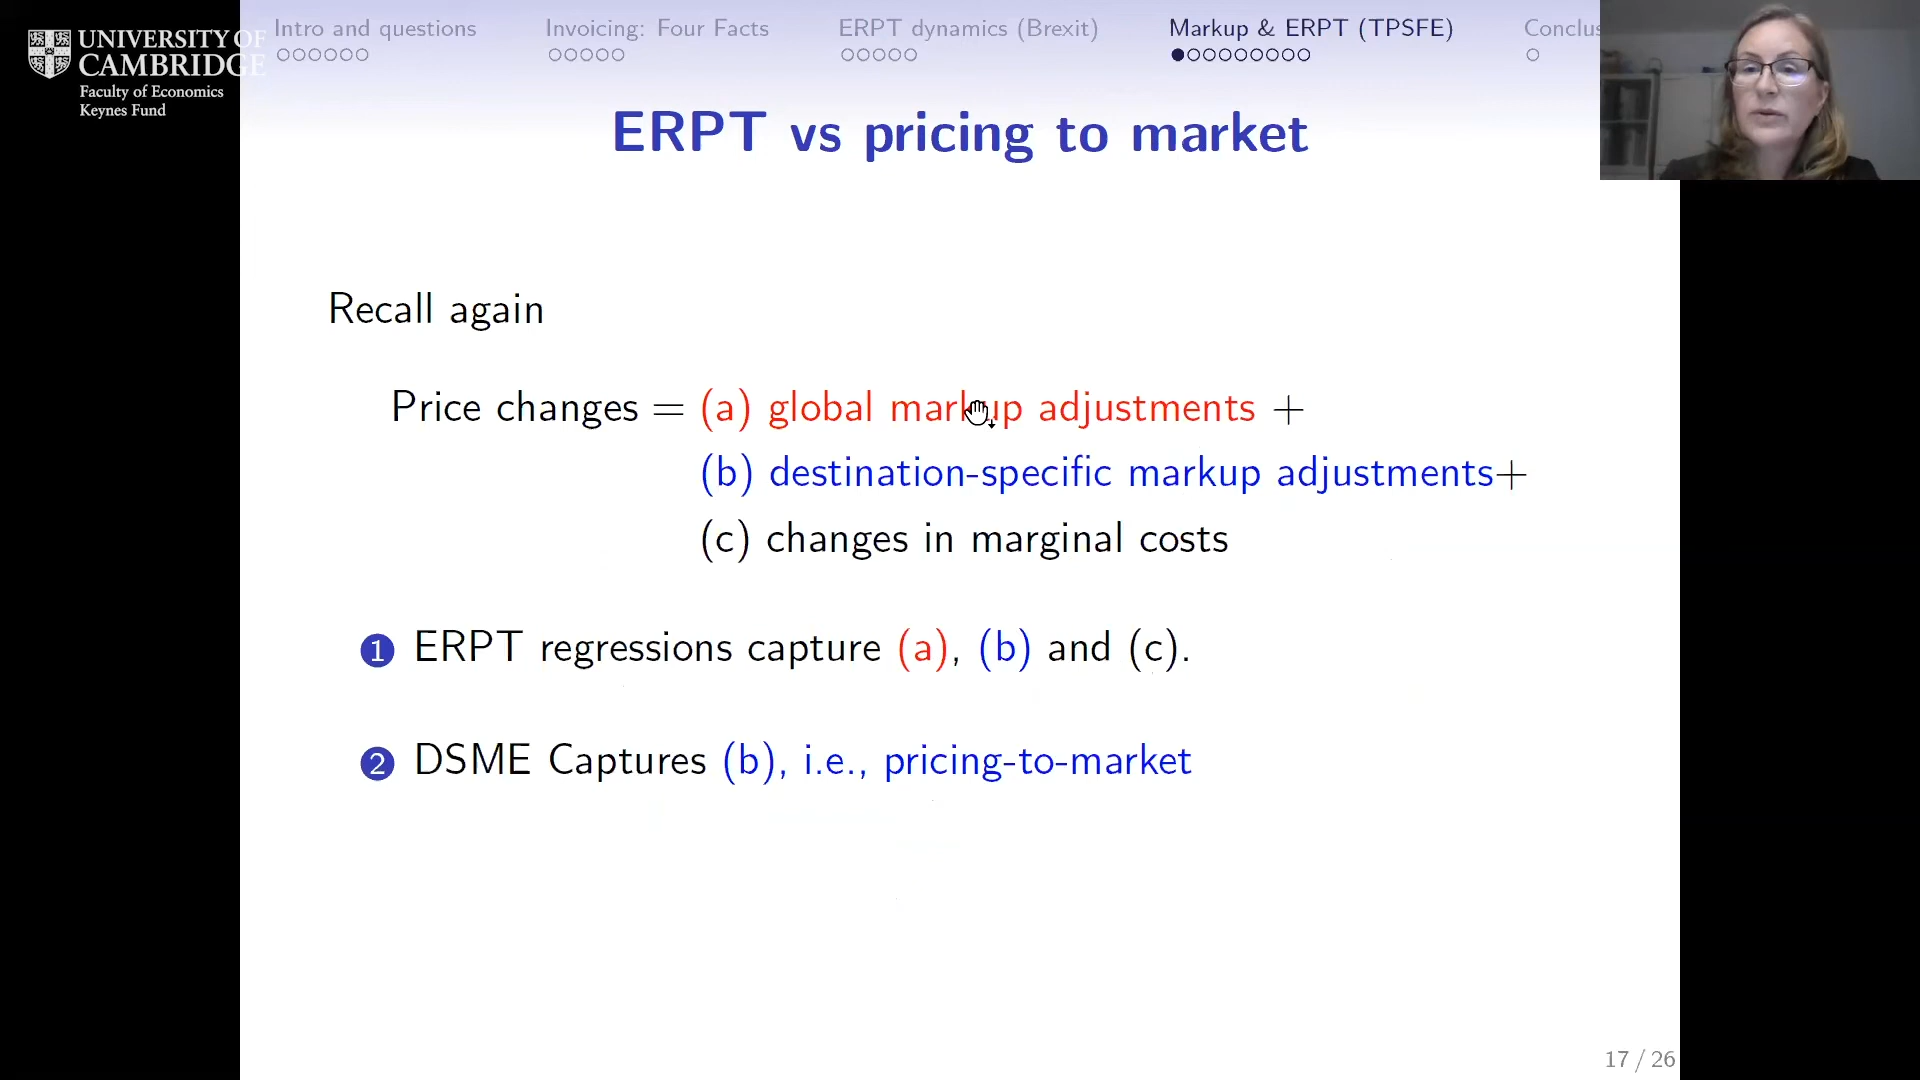 UNIVERSITY OF
CAMBRIDGE
Faculty of Economics
Keynes Fund
Intro and questions
Invoicing: Four Facts
ERPT dynamics (Brexit)
Markup & ERPT (TPSFE)
Conclus
ERPT vs pricing to market
Recall again
Price changes = (a) global markup adjustments +
(b) destination-specific markup adjustments+
(c) changes in marginal costs
1 ERPT regressions capture (a), (b) and (c).
2 DSME Captures (b), i.e., pricing-to-market
17 / 26